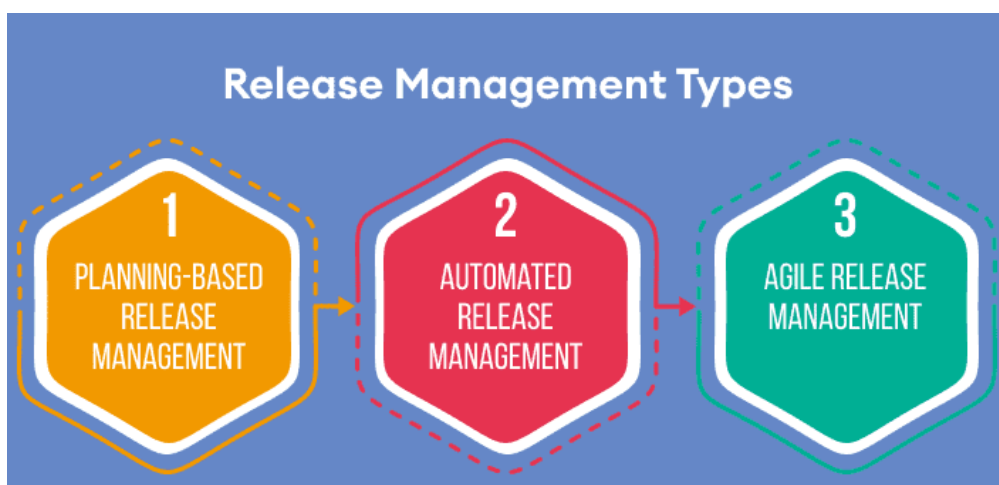 Release Management Types
1
PLANNING-BASED
RELEASE
MANAGEMENT
2
AUTOMATED
RELEASE
MANAGEMENT
3
AGILE RELEASE
MANAGEMENT